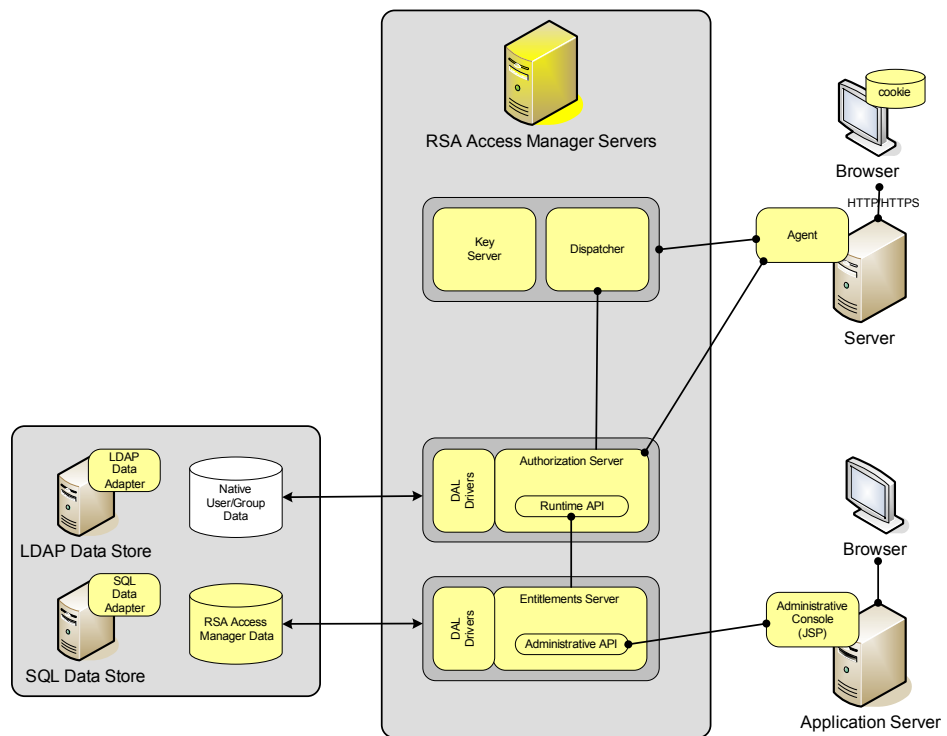 RSA Access Manager Servers
cookie
Browser
HTTP/HTTPS
Key
Server
Dispatcher
Agent
Server
LDAP
Data
Adapter
Native
User/Group
Data
LDAP Data Store
DAL
Drivers
Authorization Server
Runtime API
Browser
SQL
Data
Adapter
RSA Access
Manager Data
SQL Data Store
DAL
Drivers
Entitlements Server
Administrative API
Administrative
Console
(JSP)
Application Server